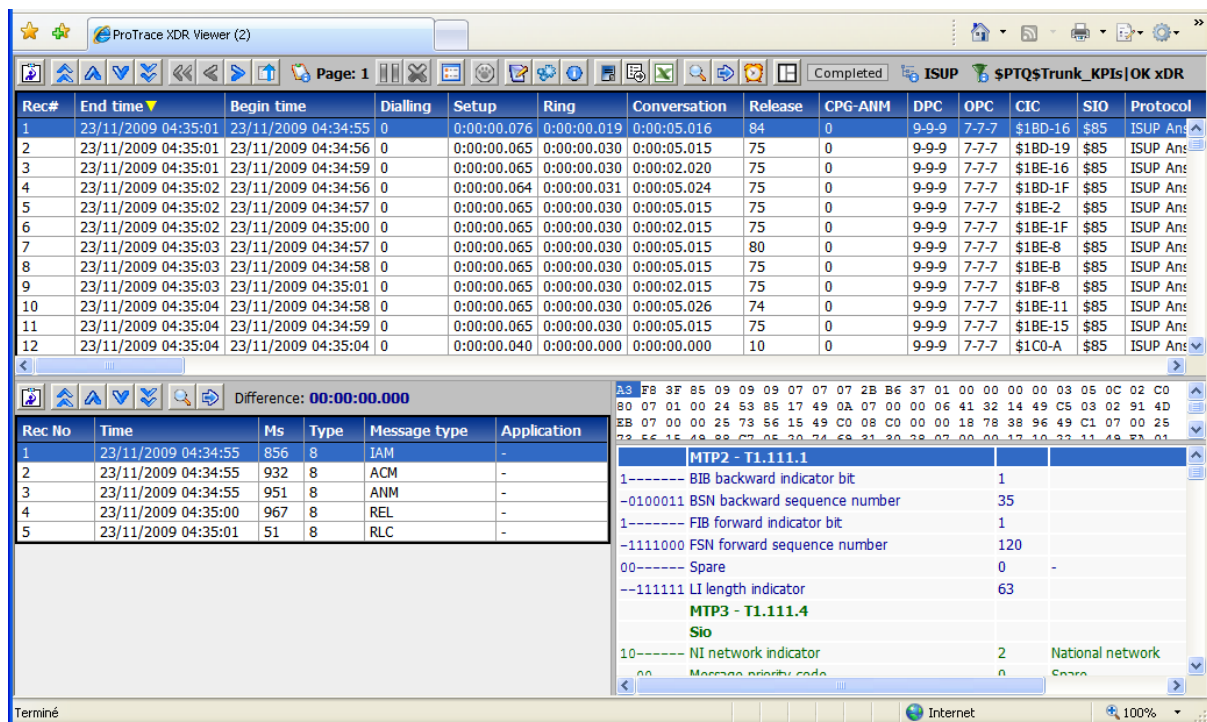 ProTrace XDR Viewer (2)
»
Page: 1 Completed ISUP $PTQ$Trunk_KPIs|OK xDR
Rec# End time Begin time Dialling Setup Ring Conversation Release CPG-ANM DPC OPC CIC SIO Protocol
1 23/11/2009 04:35:01 23/11/2009 04:34:55 0 0:00:00.076 0:00:00.019 0:00:05.016 84 0 9-9-9 7-7-7 $1BD-16 $85 ISUP Ans
2 23/11/2009 04:35:01 23/11/2009 04:34:56 0 0:00:00.065 0:00:00.030 0:00:05.015 75 0 9-9-9 7-7-7 $1BD-19 $85 ISUP Ans
3 23/11/2009 04:35:01 23/11/2009 04:34:59 0 0:00:00.065 0:00:00.030 0:00:02.020 75 0 9-9-9 7-7-7 $1BE-16 $85 ISUP Ans
4 23/11/2009 04:35:02 23/11/2009 04:34:56 0 0:00:00.064 0:00:00.031 0:00:05.024 75 0 9-9-9 7-7-7 $1BD-1F $85 ISUP Ans
5 23/11/2009 04:35:02 23/11/2009 04:34:57 0 0:00:00.065 0:00:00.030 0:00:05.015 75 0 9-9-9 7-7-7 $1BE-2 $85 ISUP Ans
6 23/11/2009 04:35:02 23/11/2009 04:35:00 0 0:00:00.065 0:00:00.030 0:00:02.015 75 0 9-9-9 7-7-7 $1BE-1F $85 ISUP Ans
7 23/11/2009 04:35:03 23/11/2009 04:34:57 0 0:00:00.065 0:00:00.030 0:00:05.015 80 0 9-9-9 7-7-7 $1BE-8 $85 ISUP Ans
8 23/11/2009 04:35:03 23/11/2009 04:34:58 0 0:00:00.065 0:00:00.030 0:00:05.015 75 0 9-9-9 7-7-7 $1BE-B $85 ISUP Ans
9 23/11/2009 04:35:03 23/11/2009 04:35:01 0 0:00:00.065 0:00:00.030 0:00:02.015 75 0 9-9-9 7-7-7 $1BF-8 $85 ISUP Ans
10 23/11/2009 04:35:04 23/11/2009 04:34:58 0 0:00:00.065 0:00:00.030 0:00:05.026 74 0 9-9-9 7-7-7 $1BE-11 $85 ISUP Ans
11 23/11/2009 04:35:04 23/11/2009 04:34:59 0 0:00:00.065 0:00:00.030 0:00:05.015 75 0 9-9-9 7-7-7 $1BE-15 $85 ISUP Ans
12 23/11/2009 04:35:04 23/11/2009 04:35:04 0 0:00:00.040 0:00:00.000 0:00:00.000 10 0 9-9-9 7-7-7 $1C0-A $85 ISUP Ans
Difference: 00:00:00.000
Rec No Time Ms Type Message type Application
1 23/11/2009 04:34:55 856 8 IAM -
2 23/11/2009 04:34:55 932 8 ACM -
3 23/11/2009 04:34:55 951 8 ANM -
4 23/11/2009 04:35:00 967 8 REL -
5 23/11/2009 04:35:01 51 8 RLC -
A3 F8 3F 85 09 09 09 07 07 07 2B B6 37 01 00 00 00 00 03 05 0C 02 C0
80 07 01 00 24 53 85 17 49 0A 07 00 00 06 41 32 14 49 C5 03 02 91 4D
EB 07 00 00 25 73 56 15 49 C0 08 C0 00 00 18 78 38 96 49 C1 07 00 25
MTP2 - T1.111.1
1------- BIB backward indicator bit 1
-0100011 BSN backward sequence number 35
1------- FIB forward indicator bit 1
-1111000 FSN forward sequence number 120
00------ Spare 0 -
--111111 LI length indicator 63
MTP3 - T1.111.4
Sio
10------ NI network indicator 2 National network
Message priority code 0 Spare
Terminé Internet 100%